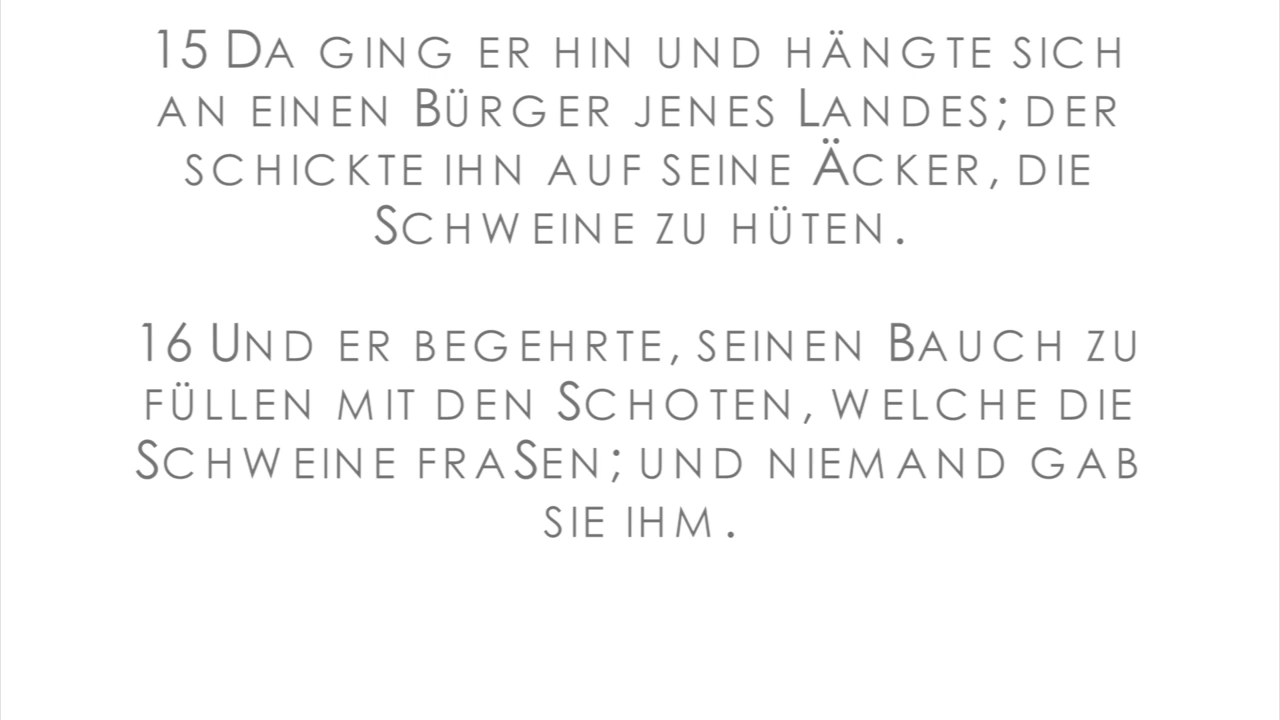 15 Da ging er hin und hängte sich
an einen Bürger jenes Landes; der
schickte ihn auf seine Äcker, die
Schweine zu hüten.
16 Und er begehrte, seinen Bauch zu
füllen mit den Schoten, welche die
Schweine fraSen; und niemand gab
sie ihm.